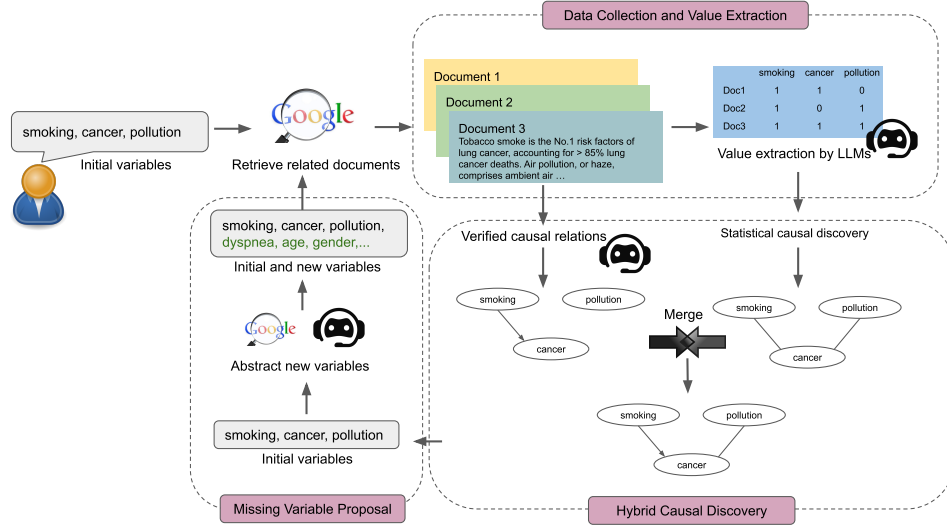 Data Collection and Value Extraction
smoking, cancer, pollution
Initial variables
Google
Retrieve related documents
Document 1
Document 2
Document 3
Tobacco smoke is the No.1 risk factors of
lung cancer, accounting for > 85% lung
cancer deaths. Air pollution, or haze,
comprises ambient air ...
smoking cancer pollution
Doc1 1 1 0
Doc2 1 0 1
Doc3 1 1 1
Value extraction by LLMs
smoking, cancer, pollution,
dyspnea, age, gender,...
Initial and new variables
Google
Abstract new variables
smoking, cancer, pollution
Initial variables
Missing Variable Proposal
Verified causal relations
smoking
pollution
cancer
Statistical causal discovery
smoking
pollution
cancer
Merge
smoking
pollution
cancer
Hybrid Causal Discovery